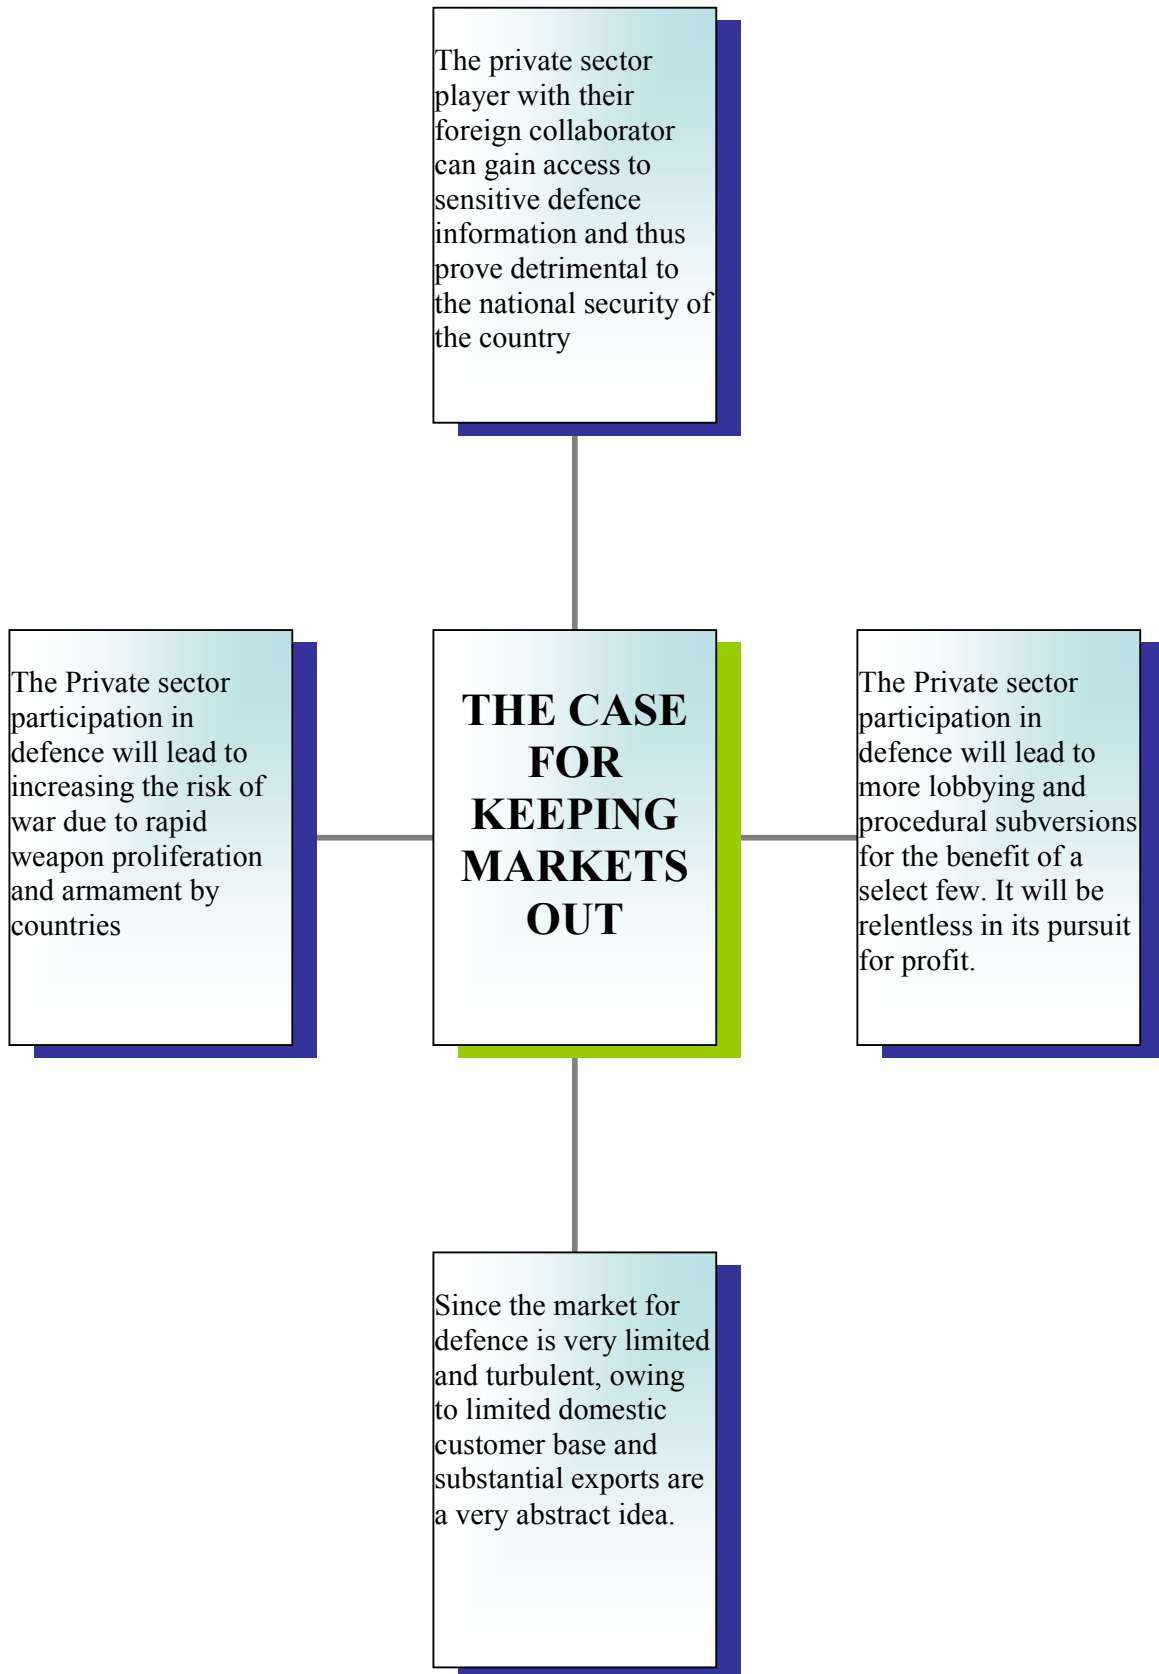 The private sector
player with their
foreign collaborator
can gain access to
sensitive defence
information and thus
prove detrimental to
the national security of
the country
The Private sector
participation in
defence will lead to
increasing the risk of
war due to rapid
weapon proliferation
and armament by
countries
THE CASE
FOR
KEEPING
MARKETS
OUT
The Private sector
participation in
defence will lead to
more lobbying and
procedural subversions
for the benefit of a
select few. It will be
relentless in its pursuit
for profit.
Since the market for
defence is very limited
and turbulent, owing
to limited domestic
customer base and
substantial exports are
a very abstract idea.